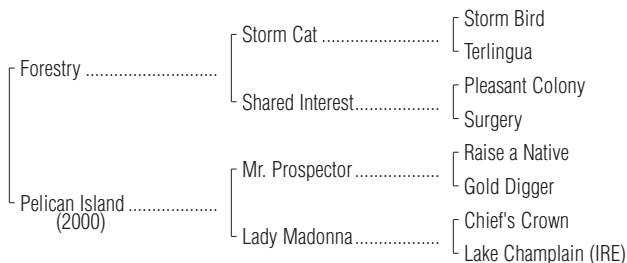 Storm Bird
Storm Cat ........................
Forestry ...........................
Terlingua
Pleasant Colony
Shared Interest.................
Surgery
Raise a Native
Mr. Prospector .................
Gold Digger
Pelican Island ..................
(2000)
Chief's Crown
Lady Madonna.................
Lake Champlain (IRE)